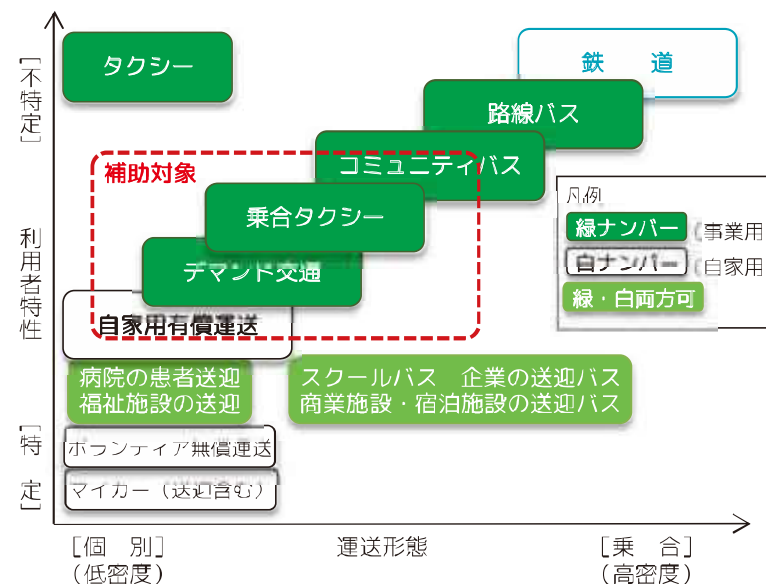 [不特定]
利用者特性
[特　定]
タクシー
鉄　道
路線バス
コミュニティバス
補助対象
乗合タクシー
デマンド交通
自家用有償運送
病院の患者送迎
福祉施設の送迎
スクールバス　企業の送迎バス
商業施設・宿泊施設の送迎バス
ボランティア無償運送
マイカー（送迎含む）
凡例
緑ナンバー（事業用
白ナンバー（自家用
緑・白両方可
[個　別]
（低密度）
運送形態
[乗　合]
（高密度）